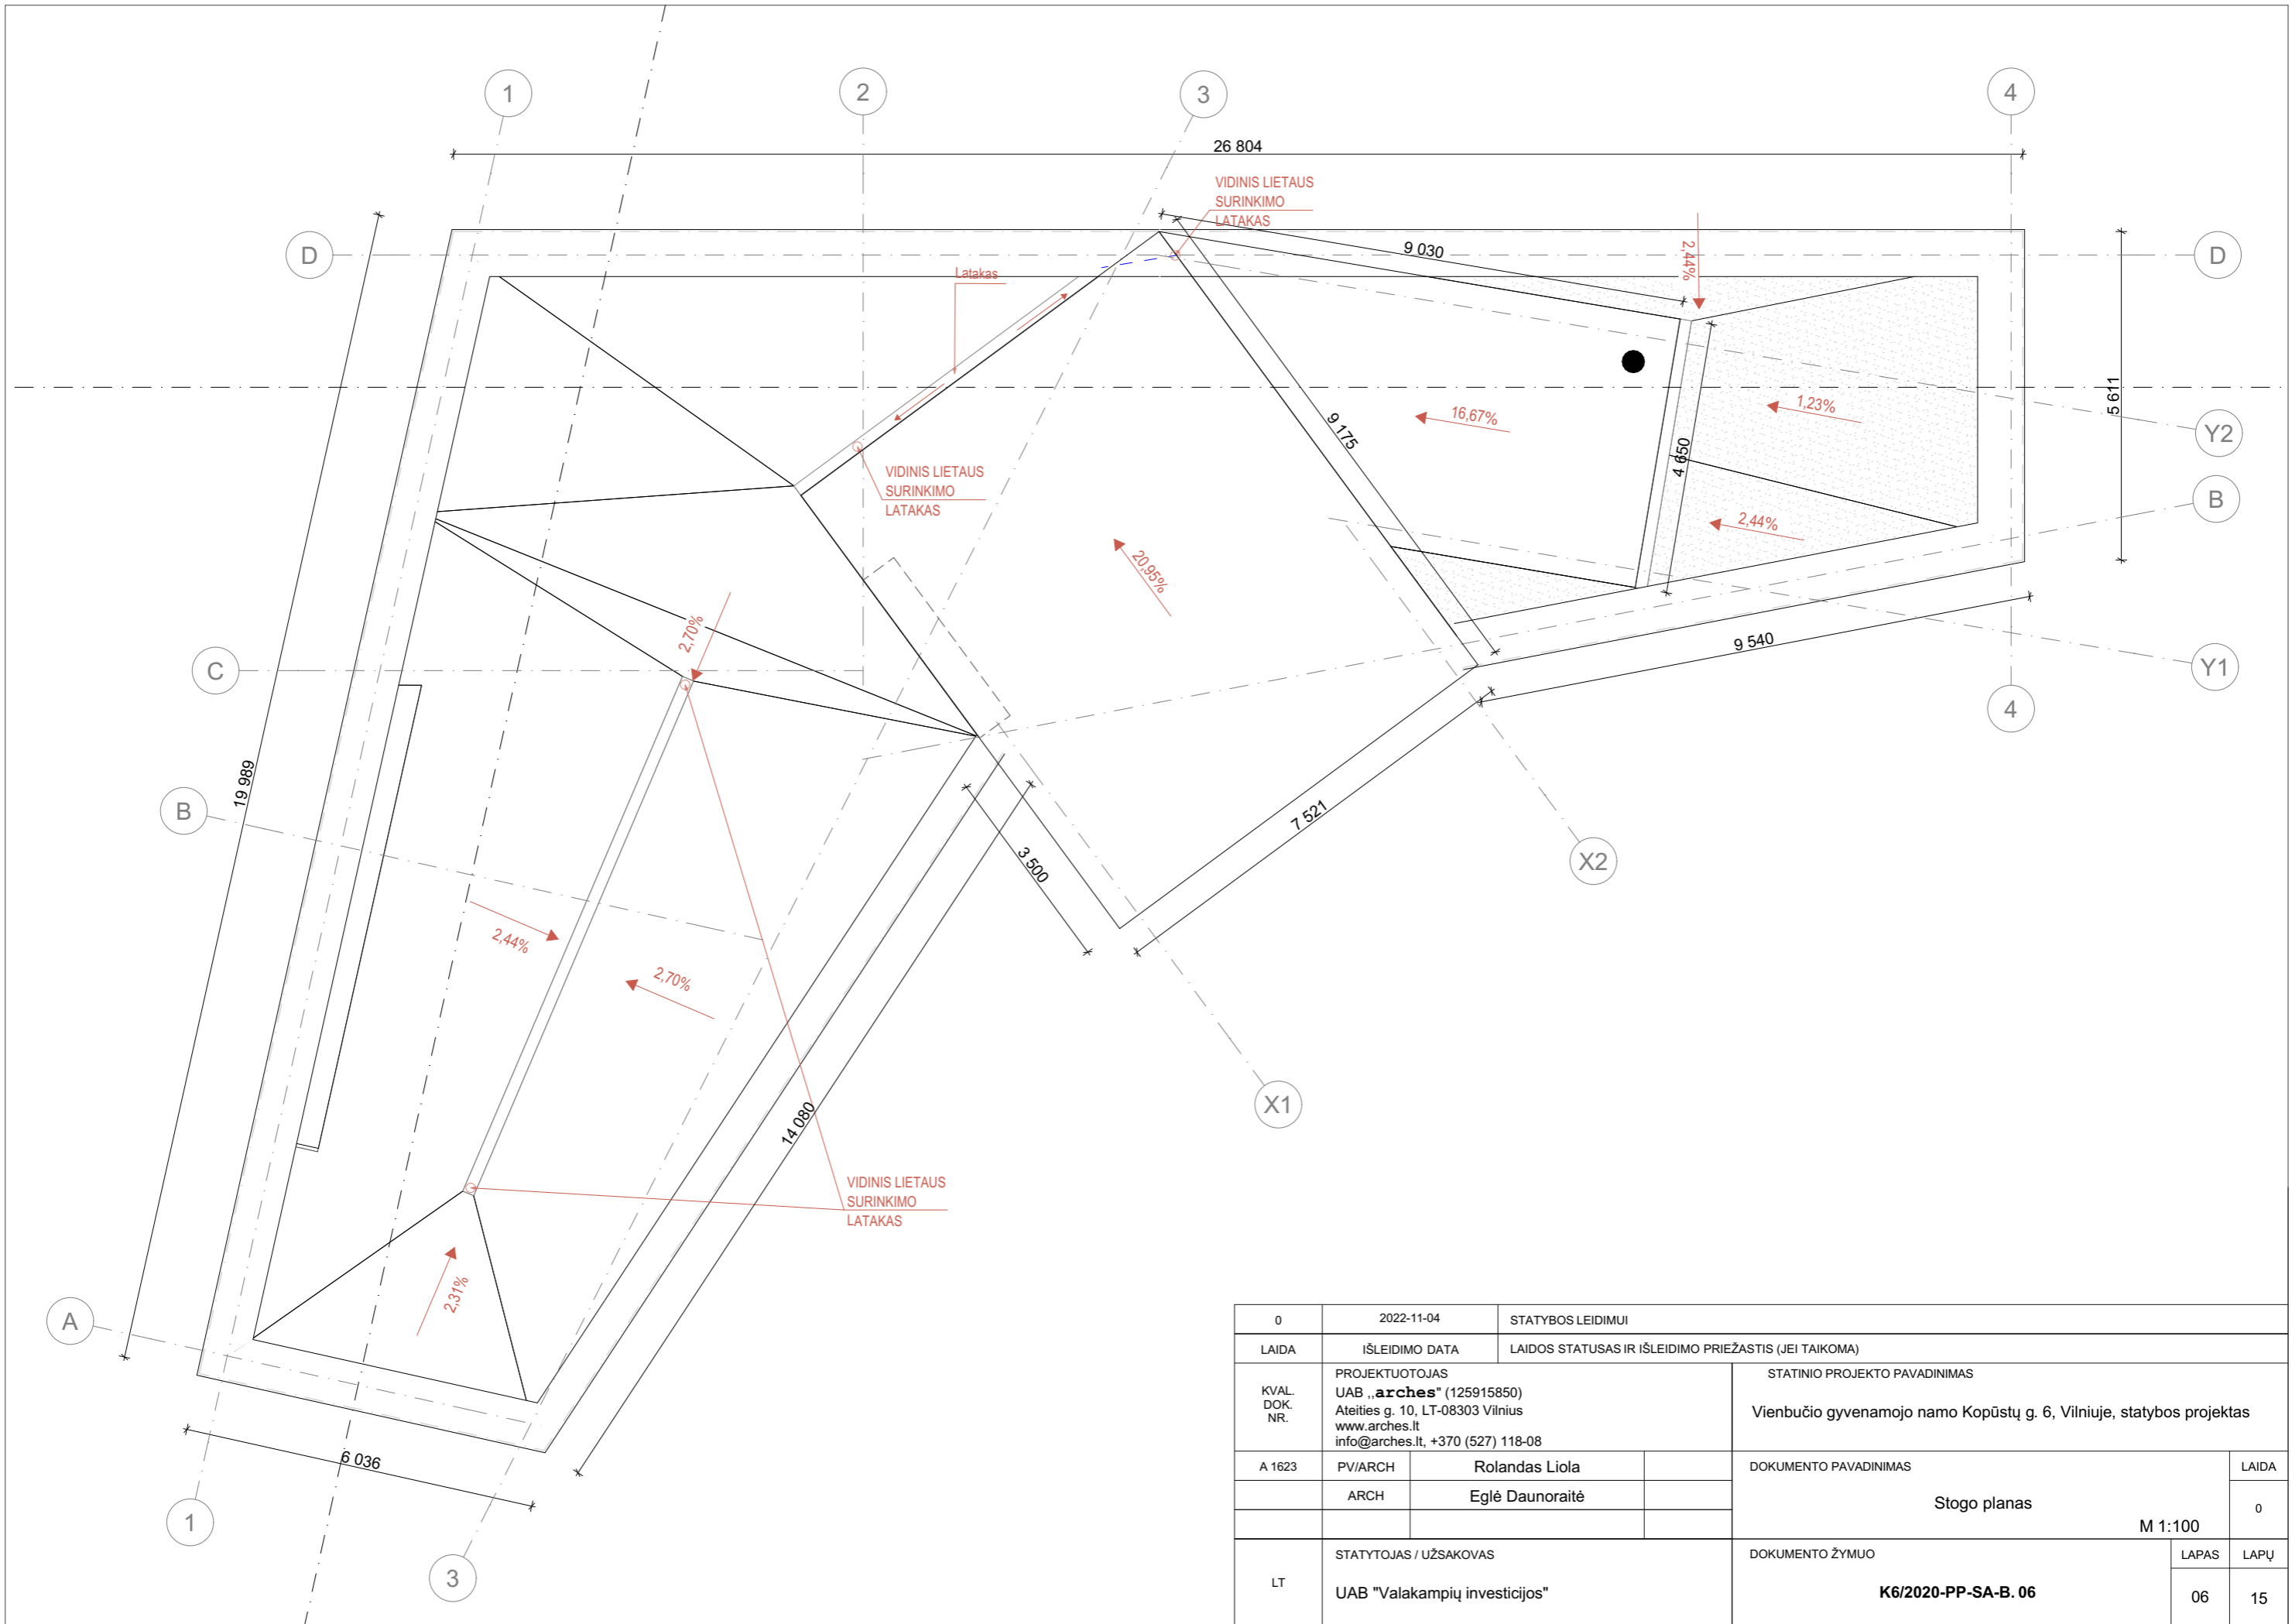 1
2
3
4
26 804
VIDINIS LIETAUS
SURINKIMO
LATAKAS
D
9 030
2,44%
D
Latakas
5 611
16,67%
1,23%
9 175
4 650
Y2
VIDINIS LIETAUS
SURINKIMO
LATAKAS
B
2,44%
20,95%
2,70%
9 540
C
Y1
4
19 989
B
7 521
3 500
X2
2,44%
2,70%
X1
14 080
VIDINIS LIETAUS
SURINKIMO
LATAKAS
2,31%
A
6 036
1
3
0 2022-11-04 STATYBOS LEIDIMUI
LAIDA IŠLEIDIMO DATA LAIDOS STATUSAS IR IŠLEIDIMO PRIEŽASTIS (JEI TAIKOMA)
KVAL.
DOK.
NR.
PROJEKTUOTOJAS
UAB ,,arches" (125915850)
Ateities g. 10, LT-08303 Vilnius
www.arches.lt
info@arches.lt, +370 (527) 118-08
STATINIO PROJEKTO PAVADINIMAS
Vienbučio gyvenamojo namo Kopūstų g. 6, Vilniuje, statybos projektas
A 1623 PV/ARCH Rolandas Liola
ARCH Eglė Daunoraitė
DOKUMENTO PAVADINIMAS
Stogo planas
M 1:100
LAIDA
0
LT
STATYTOJAS / UŽSAKOVAS
UAB "Valakampių investicijos"
DOKUMENTO ŽYMUO
K6/2020-PP-SA-B. 06
LAPAS LAPŲ
06 15